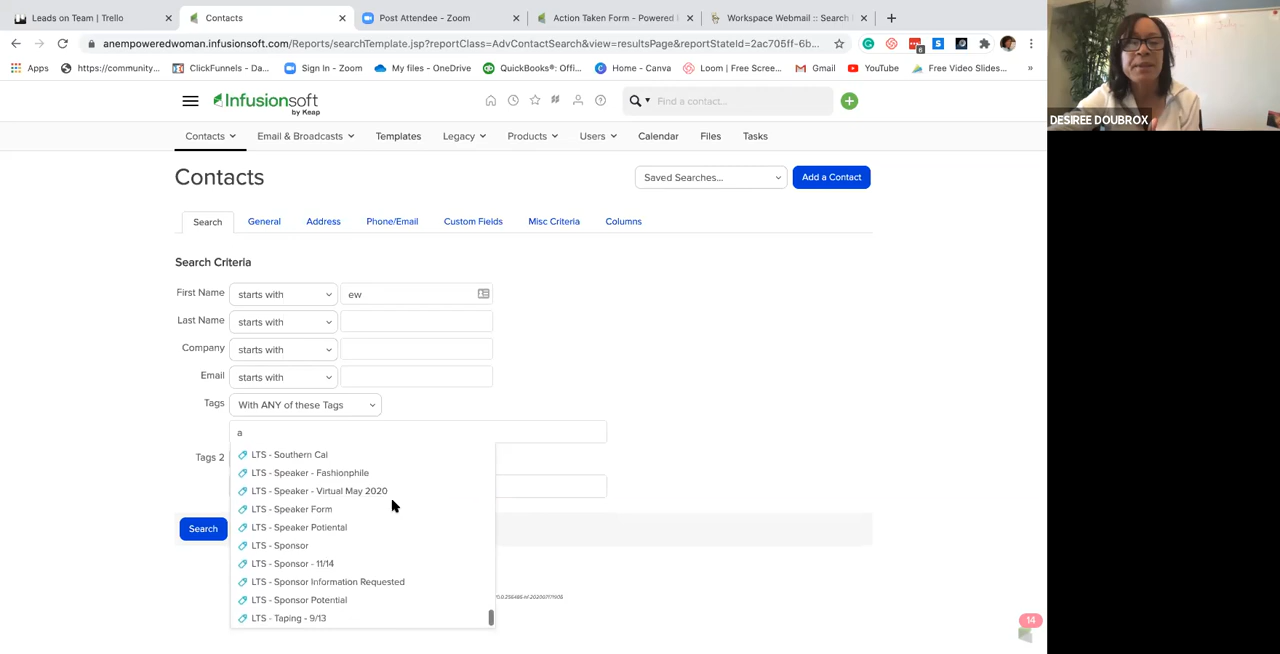 Leads on Team | Trello
Contacts
Post Attendee - Zoom
Action Taken Form - Powered
Workspace Webmail :: Search
anempoweredwoman.infusionsoft.com/Reports/searchTemplate.jsp?reportClass=AdvContactSearch&view=resultsPage&reportStateId=2ac705ff-6b...
Apps
https://community...
ClickFunnels - Da...
Sign In - Zoom
My files - OneDrive
QuickBooks®: Offi...
Home - Canva
Loom | Free Scree...
Gmail
YouTube
Free Video Slides...
»
DESIREE DOUBROX
Infusionsoft
by Keap
Find a contact...
Contacts
Email & Broadcasts
Templates
Legacy
Products
Users
Calendar
Files
Tasks
Contacts
Saved Searches...
Add a Contact
Search
General
Address
Phone/Email
Custom Fields
Misc Criteria
Columns
Search Criteria
First Name starts with ew
Last Name starts with
Company starts with
Email starts with
Tags With ANY of these Tags
a
LTS - Southern Cal
Tags 2
LTS - Speaker - Fashionphile
LTS - Speaker - Virtual May 2020
LTS - Speaker Form
LTS - Speaker Potiental
Search
LTS - Sponsor
LTS - Sponsor - 11/14
LTS - Sponsor Information Requested
LTS - Sponsor Potential
LTS - Taping - 9/13
14